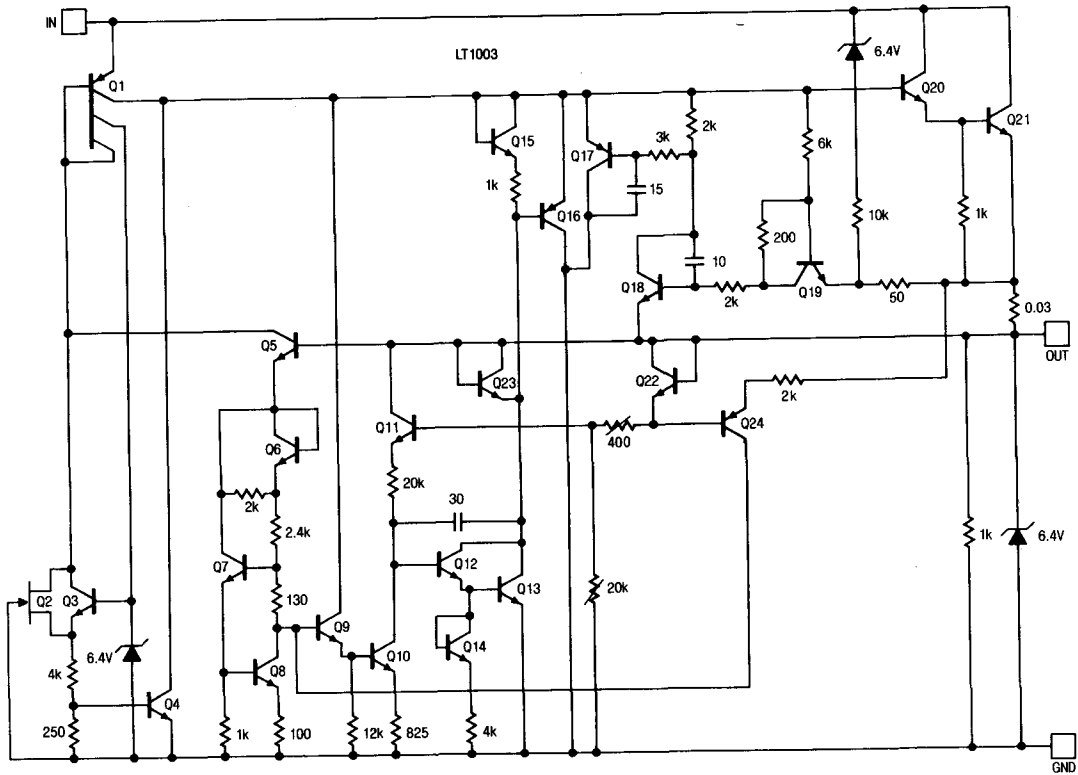 IN
LT1003
6.4V
Q1
Q20
Q21
Q15
Q17
3k
2k
6k
1k
15
Q16
200
10k
1k
10
Q18
2k
Q19
50
0.03
OUT
Q5
Q23
Q22
2k
Q11
400
Q24
Q6
20k
30
2k
2.4k
1k
6.4V
Q7
Q12
Q2
Q3
130
Q13
20k
6.4V
Q9
Q14
4k
Q8
Q10
Q4
250
1k
100
12k
825
4k
GND